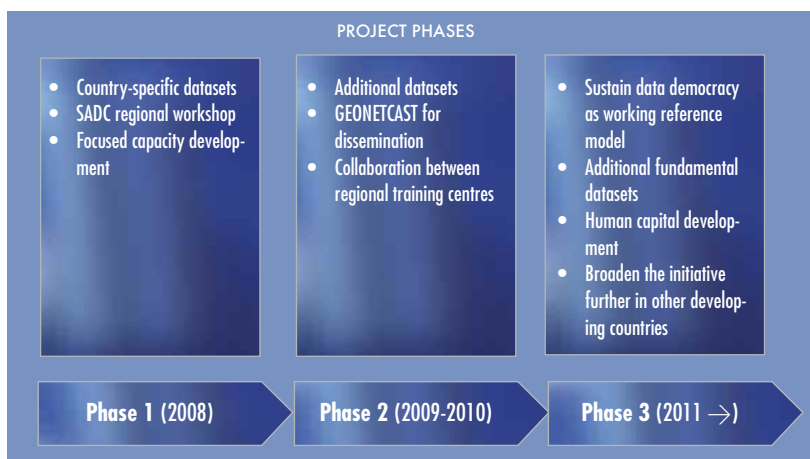 PROJECT PHASES
• Country-specific datasets
• SADC regional workshop
• Focused capacity develop-
ment
• Additional datasets
• GEONETCAST for
dissemination
• Collaboration between
regional training centres
• Sustain data democracy
as working reference
model
• Additional fundamental
datasets
• Human capital develop-
ment
• Broaden the initiative
further in other develop-
ing countries
Phase 1 (2008)
Phase 2 (2009-2010)
Phase 3 (2011 →)